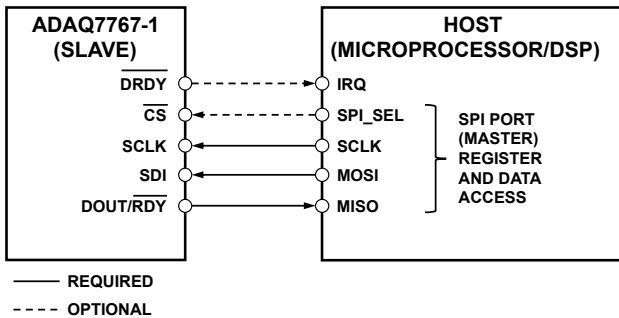 ADAQ7767-1
(SLAVE)
DRDY
CS
SCLK
SDI
DOUT/RDY
HOST
(MICROPROCESSOR/DSP)
IRQ
SPI_SEL
SCLK
MOSI
MISO
SPI PORT
(MASTER)
REGISTER
AND DATA
ACCESS
REQUIRED
OPTIONAL